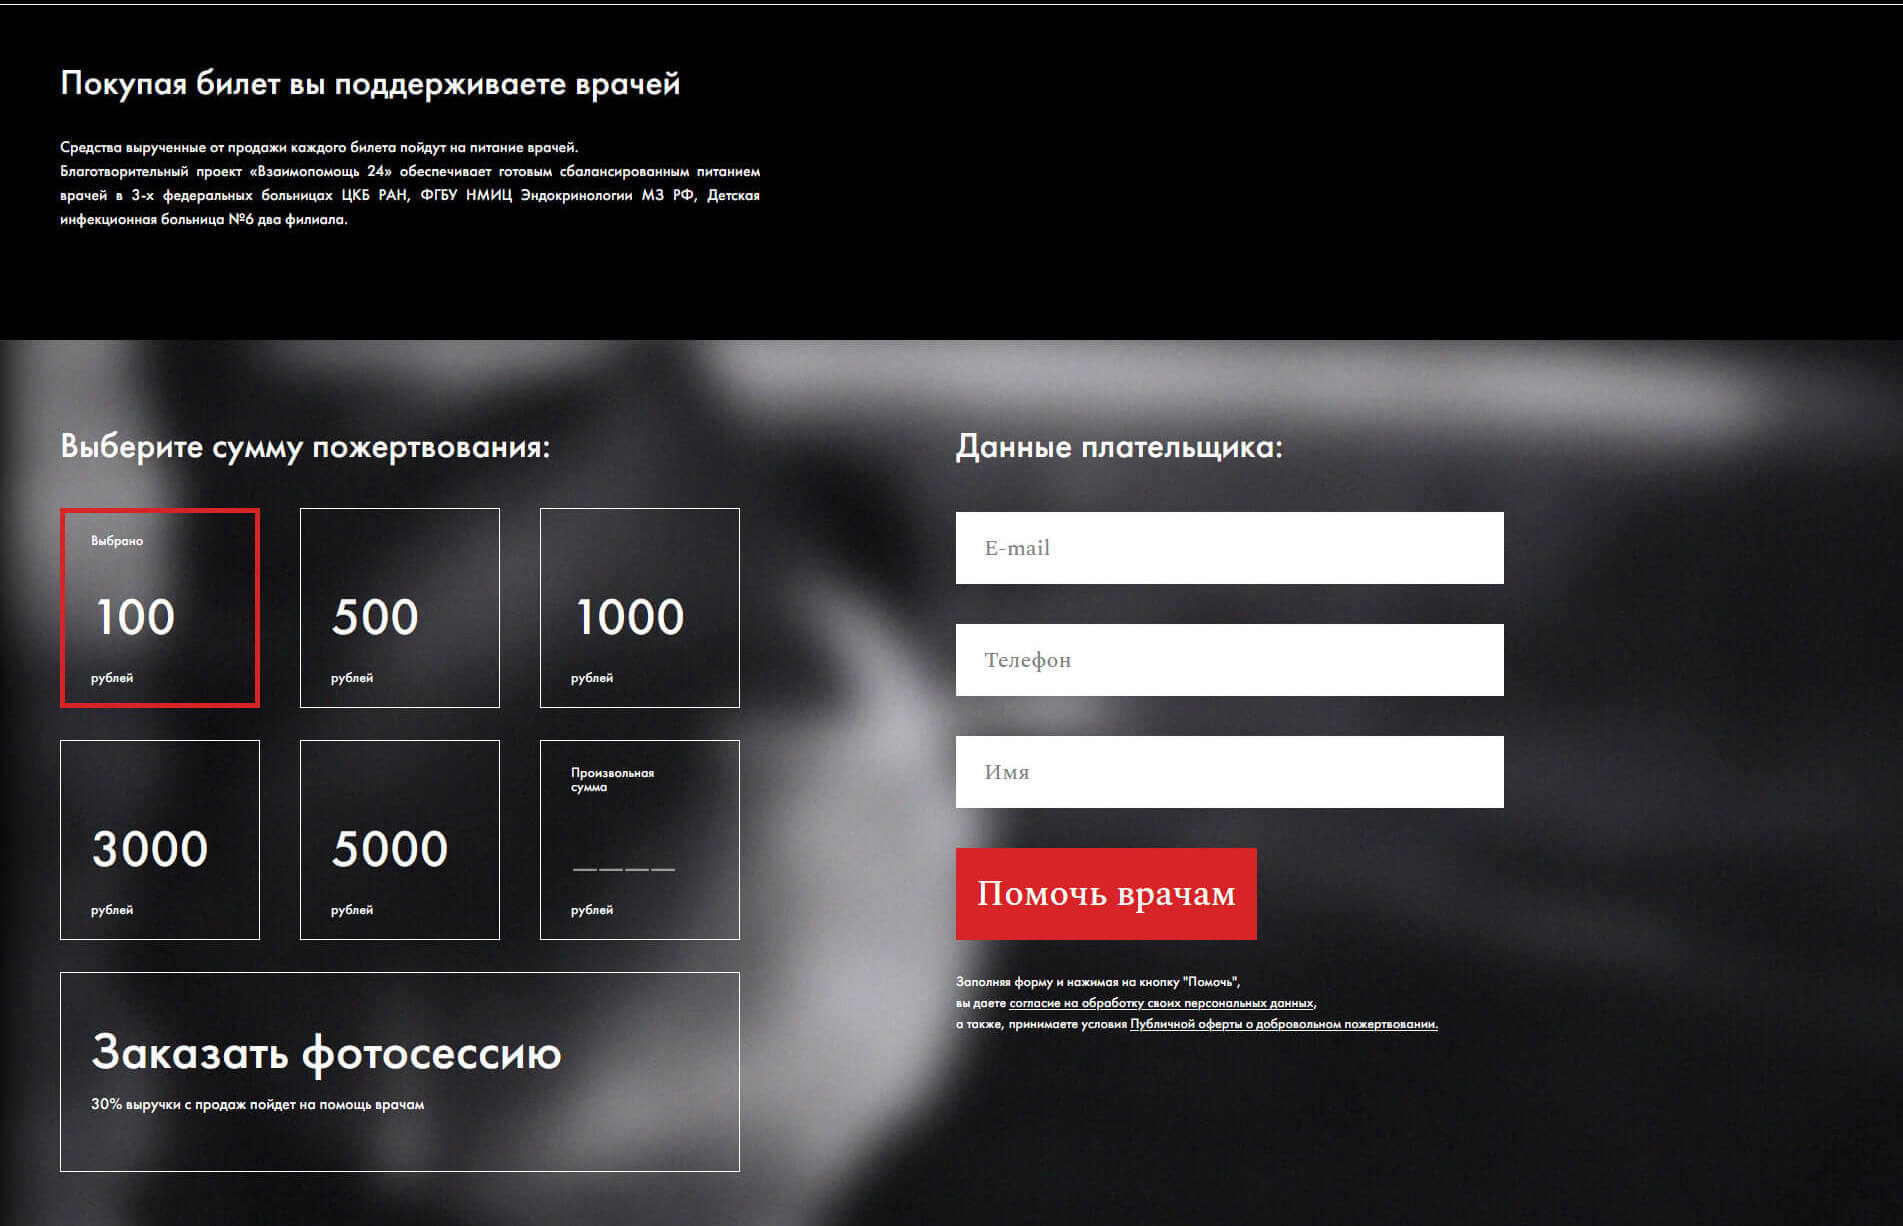 Покупая билет вы поддерживаете врачей
Средства вырученные от продажи каждого билета пойдут на питание врачей.
Благотворительный проект «Взаимопомощь 24» обеспечивает готовым сбалансированным питанием
врачей в 3-х федеральных больницах ЦКБ РАН, ФГБУ НМИЦ Эндокринологии МЗ РФ, Детская
инфекционная больница №6 два филиала.
Выберите сумму пожертвования:
Выбрано
100
рублей
500
рублей
1000
рублей
3000
рублей
5000
рублей
Произвольная
сумма
____
рублей
Заказать фотосессию
30% выручки с продаж пойдет на помощь врачам
Данные плательщика:
E-mail
Телефон
Имя
Помочь врачам
Заполняя форму и нажимая на кнопку "Помочь",
вы даете согласие на обработку своих персональных данных,
а также, принимаете условия Публичной оферты о добровольном пожертвовании.